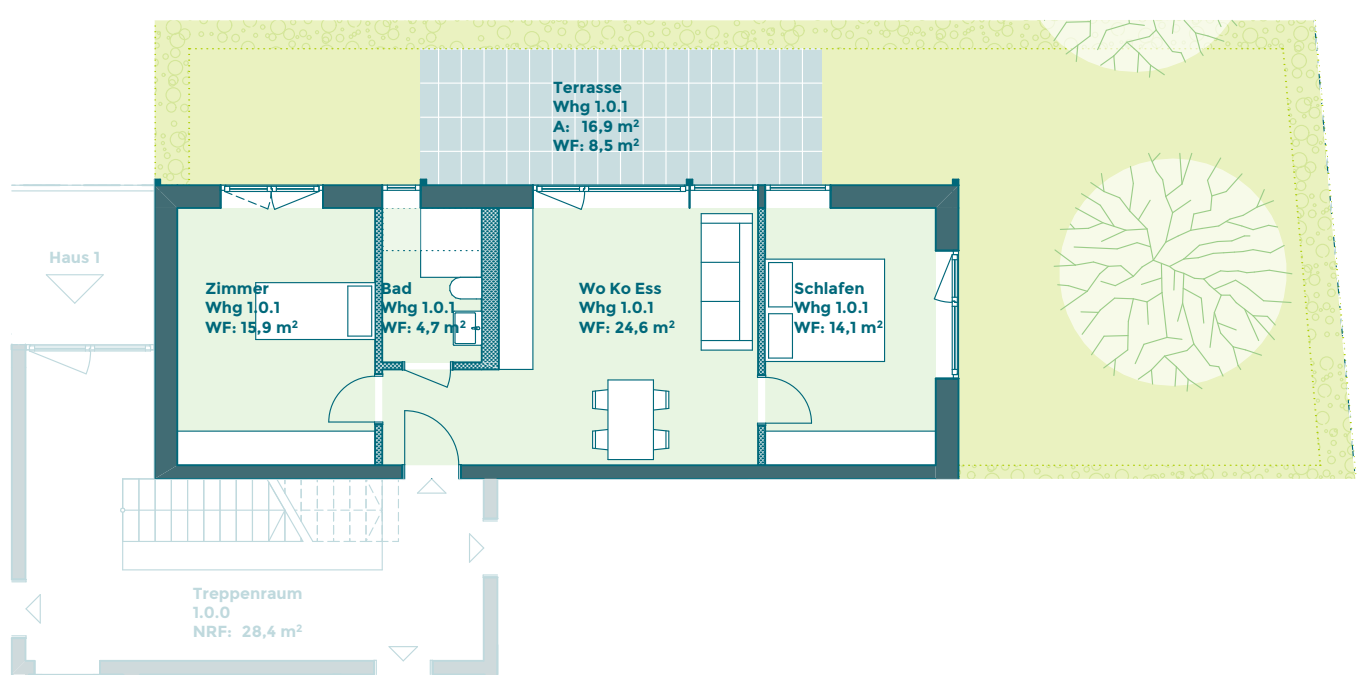 Terrasse
Whg 1.0.1
A: 16,9 m²
WF: 8,5 m²
Haus 1
Zimmer
Whg 1.0.1
WF: 15,9 m²
Bad
Whg 1.0.1
WF: 4,7 m²
Wo Ko Ess
Whg 1.0.1
WF: 24,6 m²
Schlafen
Whg 1.0.1
WF: 14,1 m²
Treppenraum
1.0.0
NRF: 28,4 m²